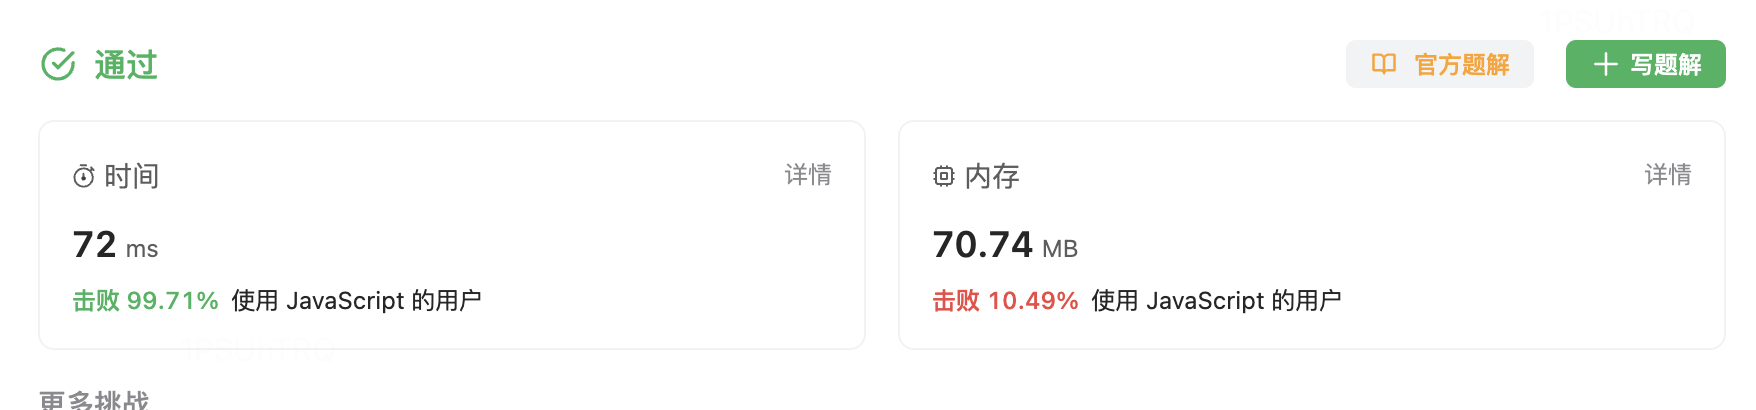 通过
官方题解
写题解
时间
详情
72 ms
击败 99.71% 使用 JavaScript 的用户
内存
详情
70.74 MB
击败 10.49% 使用 JavaScript 的用户
更多挑战